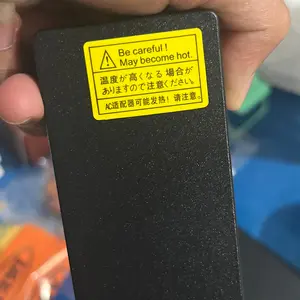 Be careful !
May become hot.
温度が高くなる場合が
ありますので注意ください。
AC适配器可能发热！请注意。